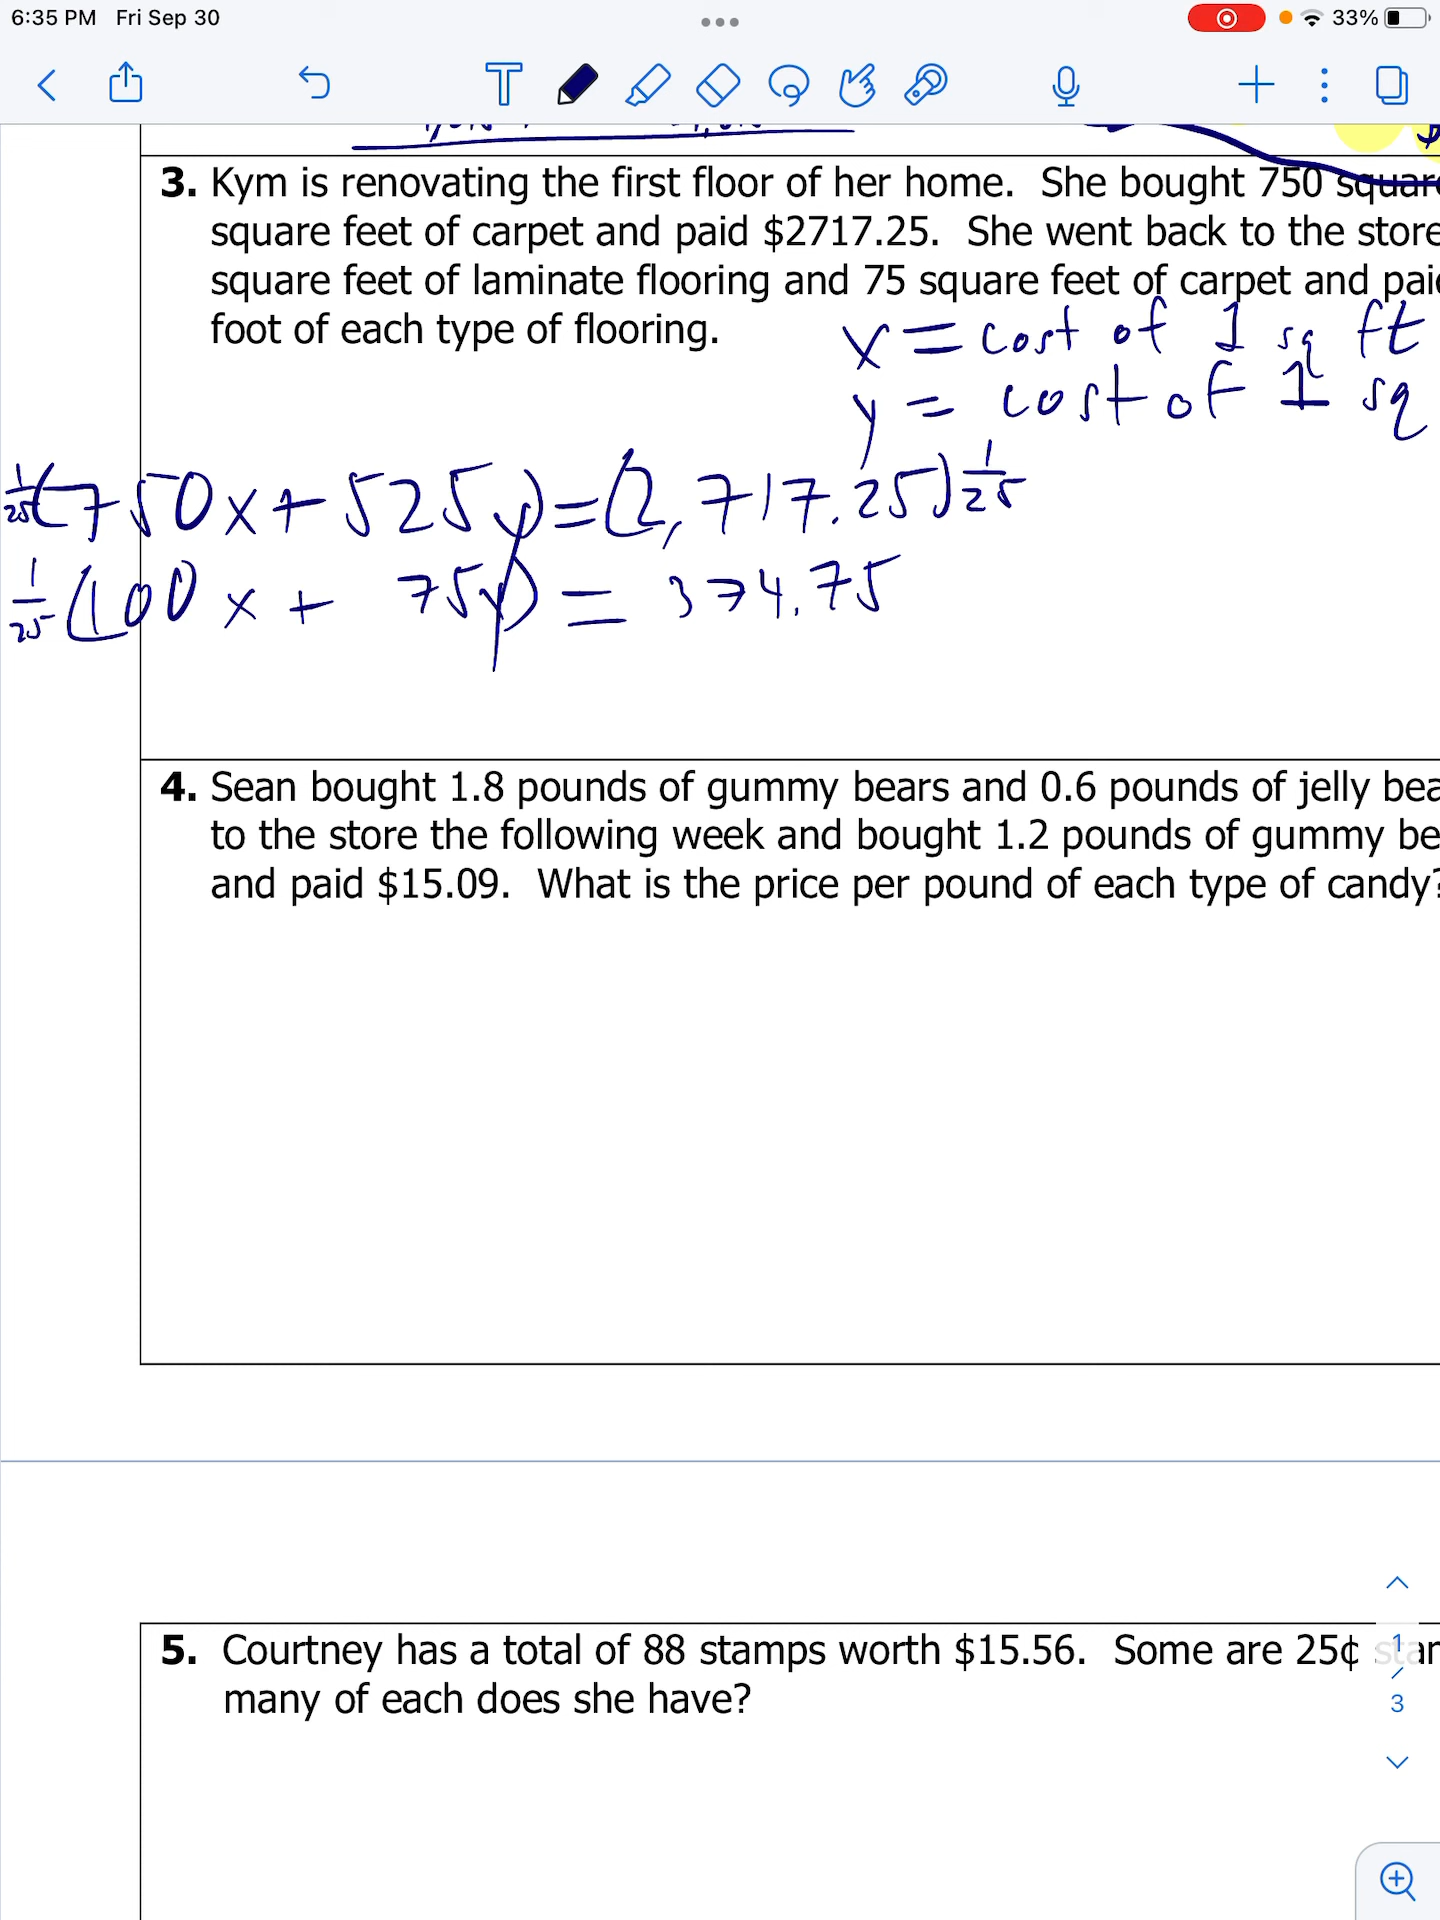 6:35 PM Fri Sep 30
33%
T
3. Kym is renovating the first floor of her home. She bought 750 square
square feet of carpet and paid $2717.25. She went back to the store
square feet of laminate flooring and 75 square feet of carpet and paid
foot of each type of flooring.
x = cost of 1 sq ft
y = cost of 1 sq
1/25(750x + 525y) = (2,717.25)1/25
1/25(100x + 75y) = 374.75
4. Sean bought 1.8 pounds of gummy bears and 0.6 pounds of jelly bea
to the store the following week and bought 1.2 pounds of gummy be
and paid $15.09. What is the price per pound of each type of candy?
5. Courtney has a total of 88 stamps worth $15.56. Some are 25¢ star
many of each does she have?
1
/
3